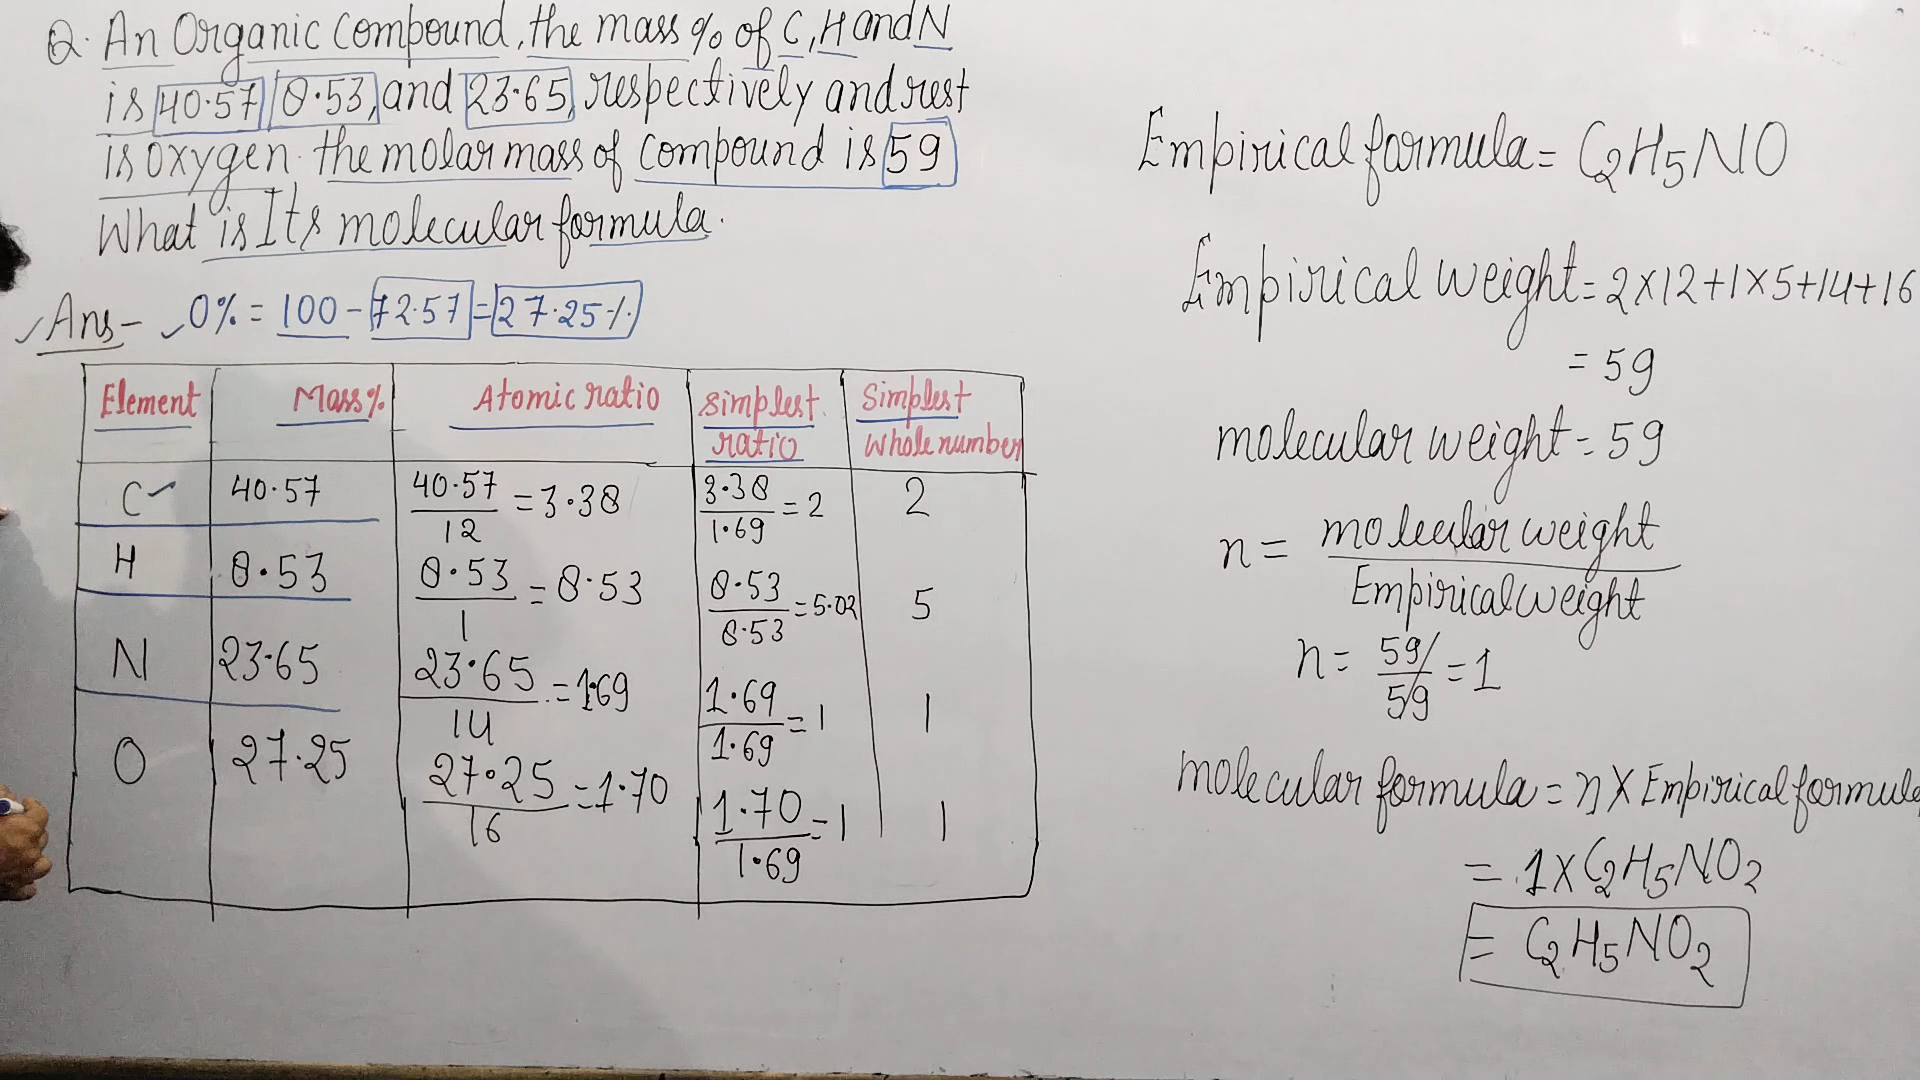 Q. An Organic Compound, the mass % of C, H and N
is 40.57, 8.53, and 23.65, respectively and rest
is oxygen. the molar mass of compound is 59
What is Its molecular formula.
Ans- O% = 100 - 72.57 = 27.25%
Element Mass% Atomic ratio Simplest ratio Simplest Whole number
C 40.57 40.57/12 = 3.38 3.38/1.69 = 2 2
H 8.53 8.53/1 = 8.53 8.53/8.53 = 5.02 5
N 23.65 23.65/14 = 1.69 1.69/1.69 = 1 1
O 27.25 27.25/16 = 1.70 1.70/1.69 = 1 1
Empirical formula = C2H5NO
Empirical weight = 2×12+1×5+14+16
= 59
molecular weight = 59
n = molecular weight / Empirical weight
n = 59/59 = 1
molecular formula = n × Empirical formula
= 1×C2H5NO2
= C2H5NO2